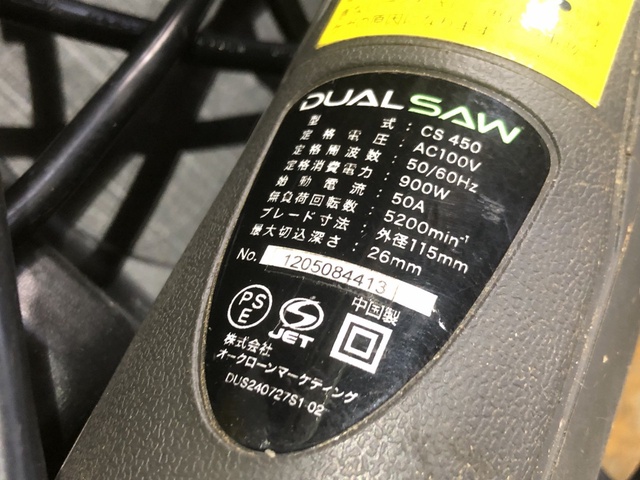 DUAL SAW
型式：CS 450
定格電圧：AC100V
定格周波数：50/60Hz
定格消費電力：900W
始動電流：50A
無負荷回転数：5200min⁻¹
ブレード寸法：外径115mm
最大切込深さ：26mm
No. 1205084413
中国製
PSE
JET
株式会社
オークローンマーケティング
DUS240727S1-02